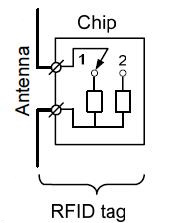 Chip
Antenna
1 2
RFID tag